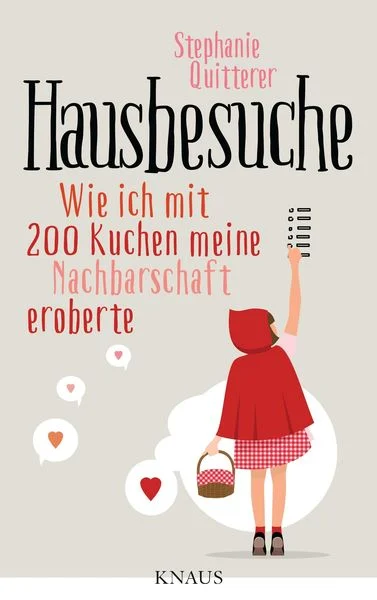 Stephanie
Quitterer
Hausbesuche
Wie ich mit
200 Kuchen meine
Nachbarschaft
eroberte
KNAUS